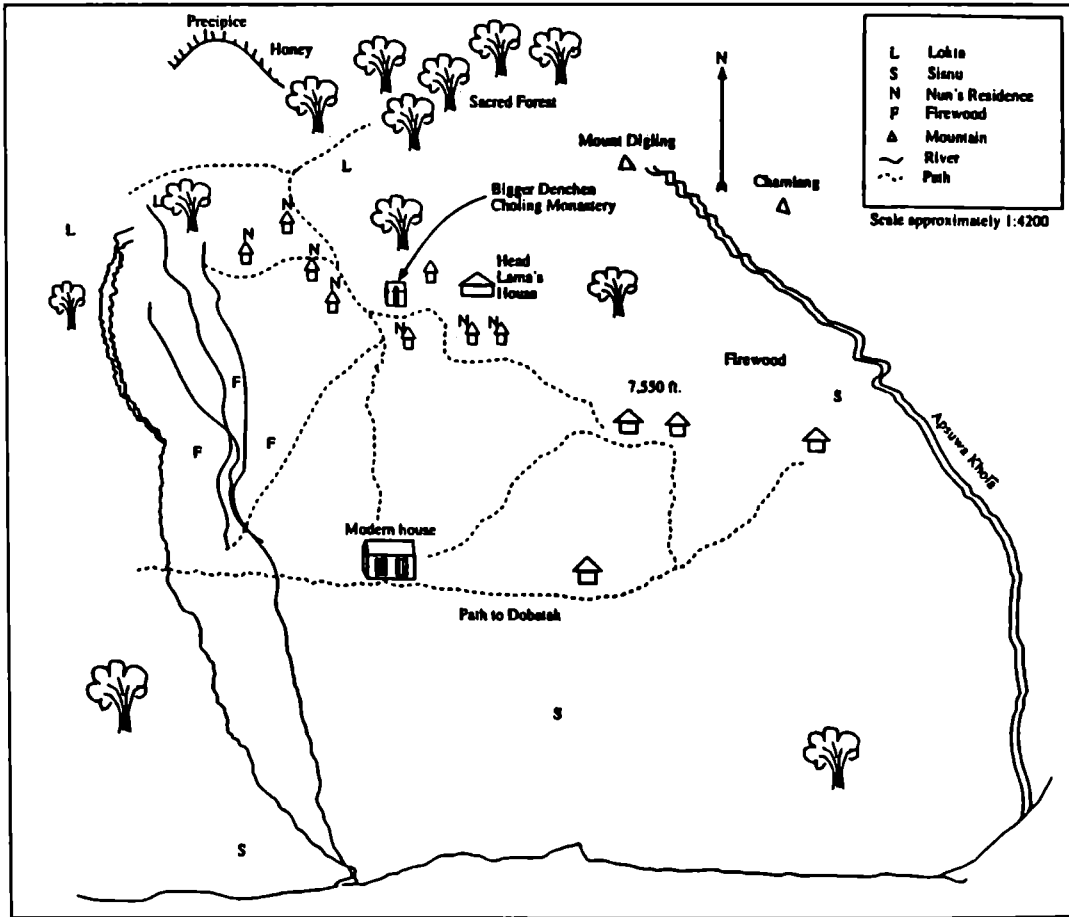 Precipice
Honey
Sacred Forest
N
L Lokta
S Sisnu
N Nun's Residence
F Firewood
Mountain
River
Path
Scale approximately 1:4200
Mount Digling
Chamlang
L
Bigger Denchen
Choling Monastery
L
N
L
N
N
Head
Lama's
House
N
N
N N
Firewood
F
7,550 ft.
S
F
F
Apsuwa Khola
Modern house
Path to Dobatak
S
S